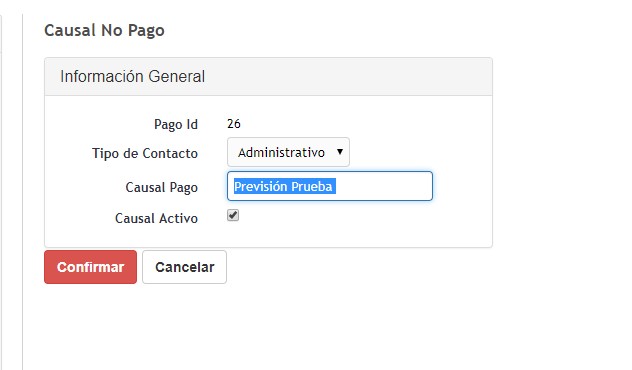 Causal No Pago
Información General
Pago Id 26
Tipo de Contacto Administrativo
Causal Pago Previsión Prueba
Causal Activo
Confirmar Cancelar